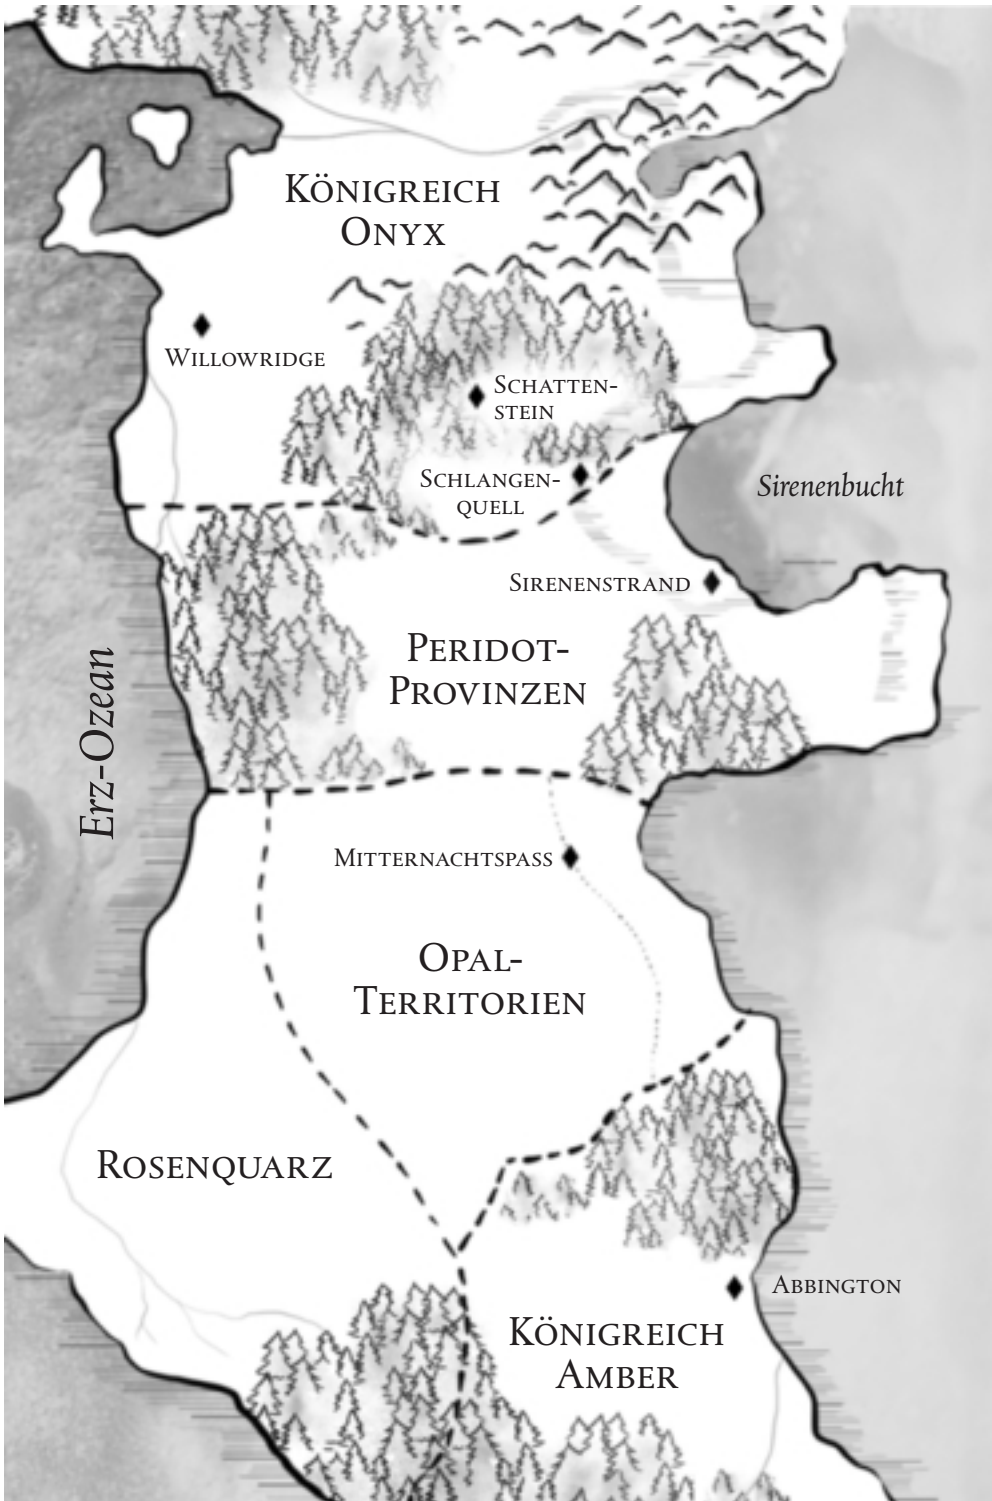 Königreich
Onyx
Willowridge
Schatten-
stein
Schlangen-
quell
Sirenenbucht
Sirenenstrand
Peridot-
Provinzen
Erz-Ozean
Mitternachtspass
Opal-
Territorien
Rosenquarz
Abbington
Königreich
Amber